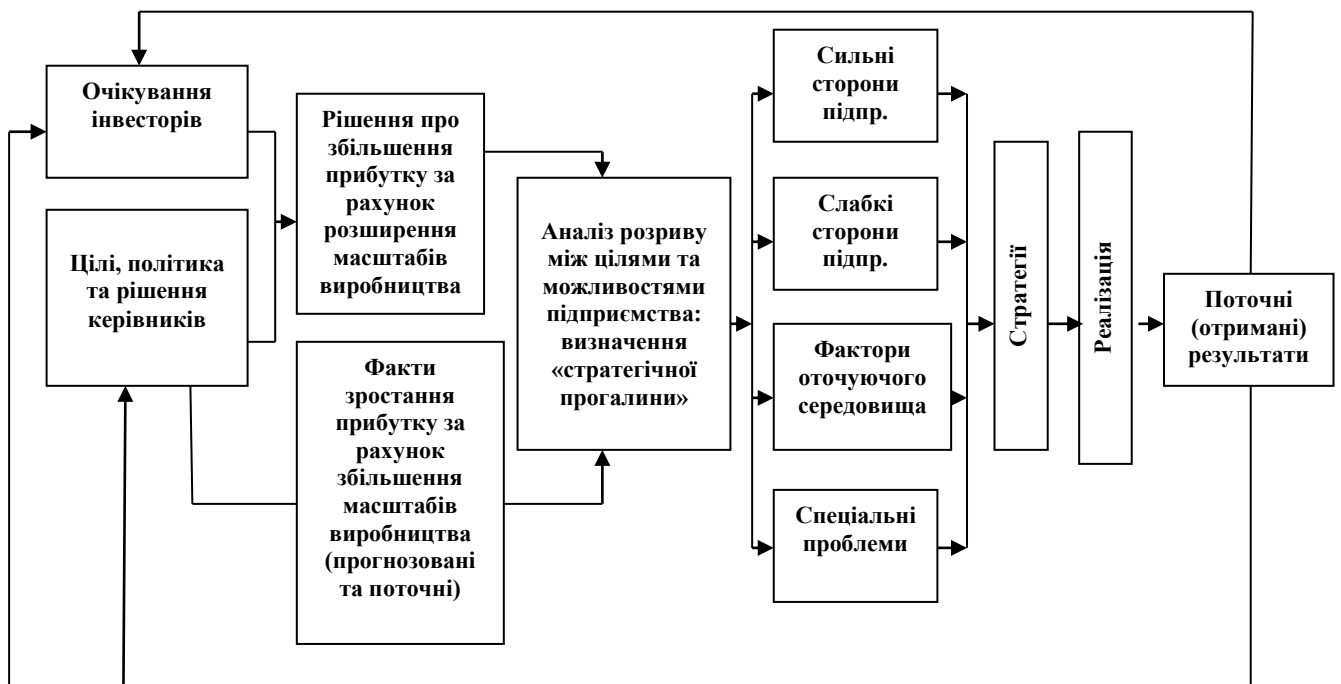 Очікування
інвесторів
Цілі, політика
та рішення
керівників
Рішення про
збільшення
прибутку за
рахунок
розширення
масштабів
виробництва
Факти
зростання
прибутку за
рахунок
збільшення
масштабів
виробництва
(прогнозовані
та поточні)
Аналіз розриву
між цілями та
можливостями
підприємства:
визначення
«стратегічної
прогалини»
Сильні
сторони
підпр.
Слабкі
сторони
підпр.
Фактори
оточуючого
середовища
Спеціальні
проблеми
Стратегії
Реалізація
Поточні
(отримані)
результати